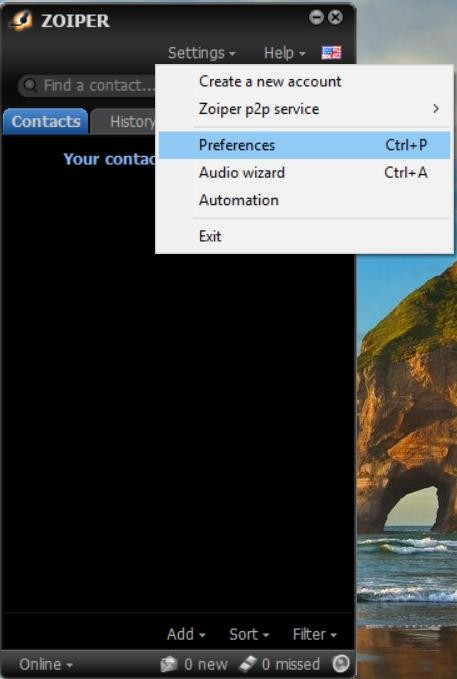 ZOIPER
Settings Help
Find a contact...
Create a new account
Zoiper p2p service
Contacts History
Preferences Ctrl+P
Your contac
Audio wizard Ctrl+A
Automation
Exit
Add Sort Filter
Online 0 new 0 missed